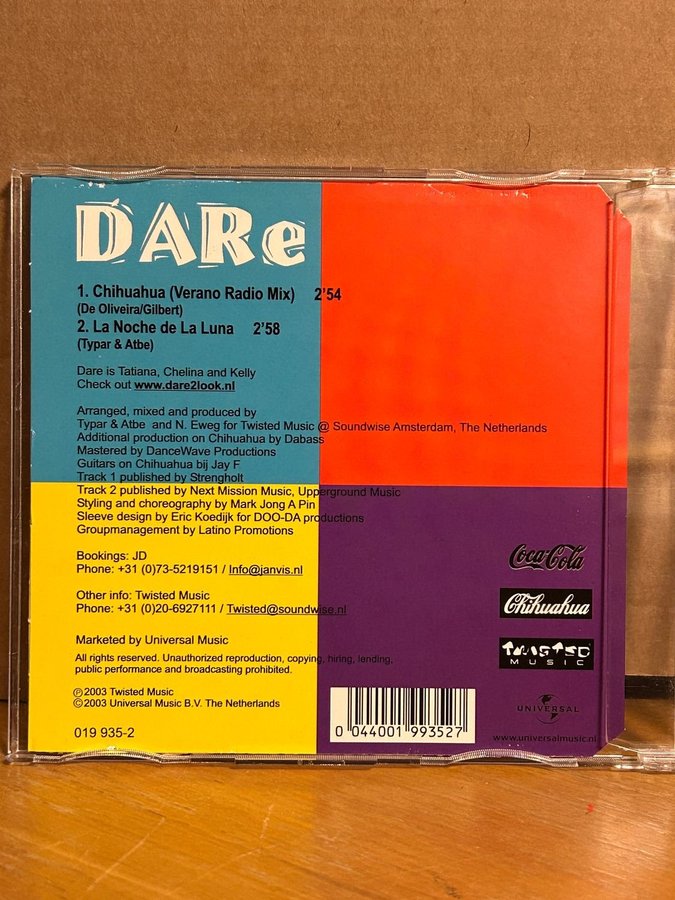 DARe
1. Chihuahua (Verano Radio Mix) 2'54
(De Oliveira/Gilbert)
2. La Noche de La Luna 2'58
(Typar & Atbe)
Dare is Tatiana, Chelina and Kelly
Check out www.dare2look.nl
Arranged, mixed and produced by
Typar & Atbe and N. Eweg for Twisted Music @ Soundwise Amsterdam, The Netherlands
Additional production on Chihuahua by Dabass
Mastered by DanceWave Productions
Guitars on Chihuahua bij Jay F.
Track 1 published by Strengholt
Track 2 published by Next Mission Music, Upperground Music
Styling and choreography by Mark Jong A Pin
Sleeve design by Eric Koedijk for DOO-DA productions
Groupmanagement by Latino Promotions
Bookings: JD
Phone: +31 (0)73-5219151 / Info@janvis.nl
Other info: Twisted Music
Phone: +31 (0)20-6927111 / Twisted@soundwise.nl
Marketed by Universal Music
All rights reserved. Unauthorized reproduction, copying, hiring, lending,
public performance and broadcasting prohibited.
℗ 2003 Twisted Music
© 2003 Universal Music B.V. The Netherlands
019 935-2
Coca-Cola
Chihuahua
TWISTED
MUSIC
UNIVERSAL
www.universalmusic.nl
0 044001 993527